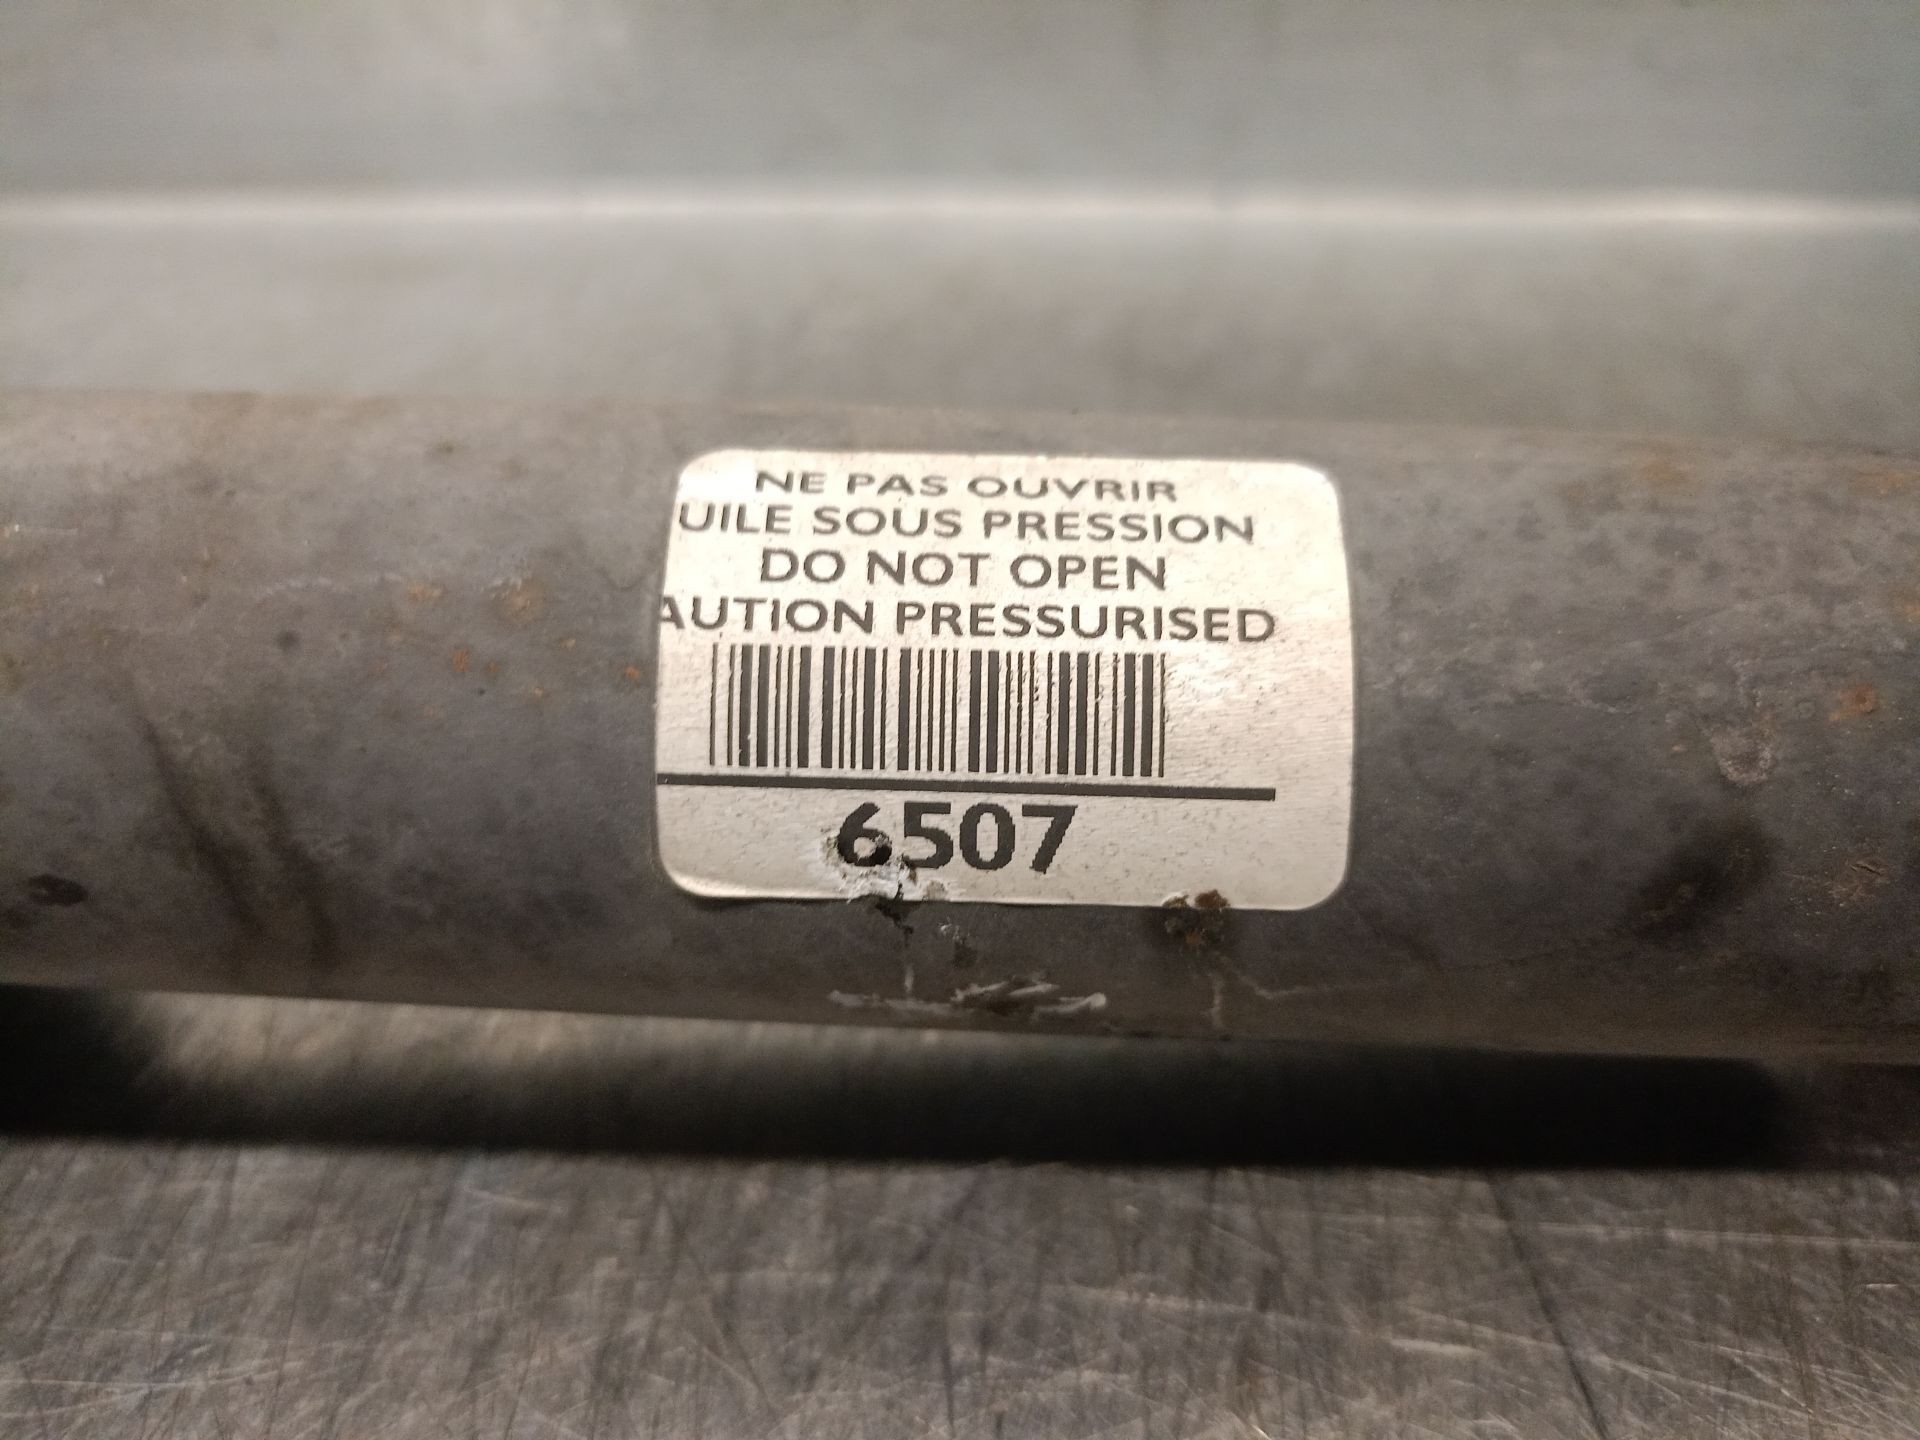 NE PAS OUVRIR
UILE SOUS PRESSION
DO NOT OPEN
AUTION PRESSURISED
6507